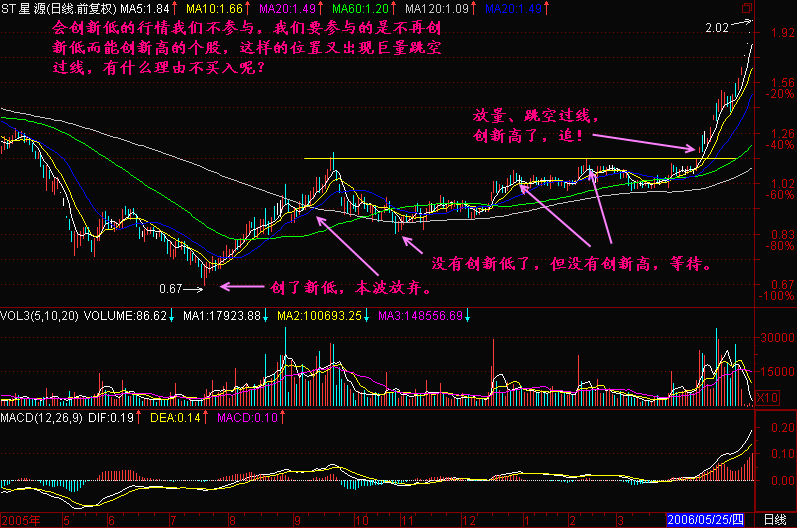 ST 星 源(日线.前复权) MA5:1.84↑ MA10:1.66↑ MA20:1.49↑ MA60:1.20↑ MA120:1.09↑ MA20:1.49↑
会创新低的行情我们不参与，我们要参与的是不再创
新低而能创新高的个股，这样的位置又出现巨量跳空
过线，有什么理由不买入呢？
2.02
1.92
1.56
-20%
放量、跳空过线，
创新高了，追！
1.26
-40%
1.02
-60%
0.83
-80%
没有创新低了，但没有创新高，等待。
0.67
创了新低，本波放弃。
0.67
-100%
VOL3(5,10,20) VOLUME:86.62↓ MA1:17923.88↓ MA2:100693.25↓ MA3:148556.69↓
30000
15000
X10
MACD(12,26,9) DIF:0.19↑ DEA:0.14↑ MACD:0.10↑
0.20
0.10
0.00
2005年 5 6 7 8 9 10 11 12 1 2 3 2006/05/25/四 日线